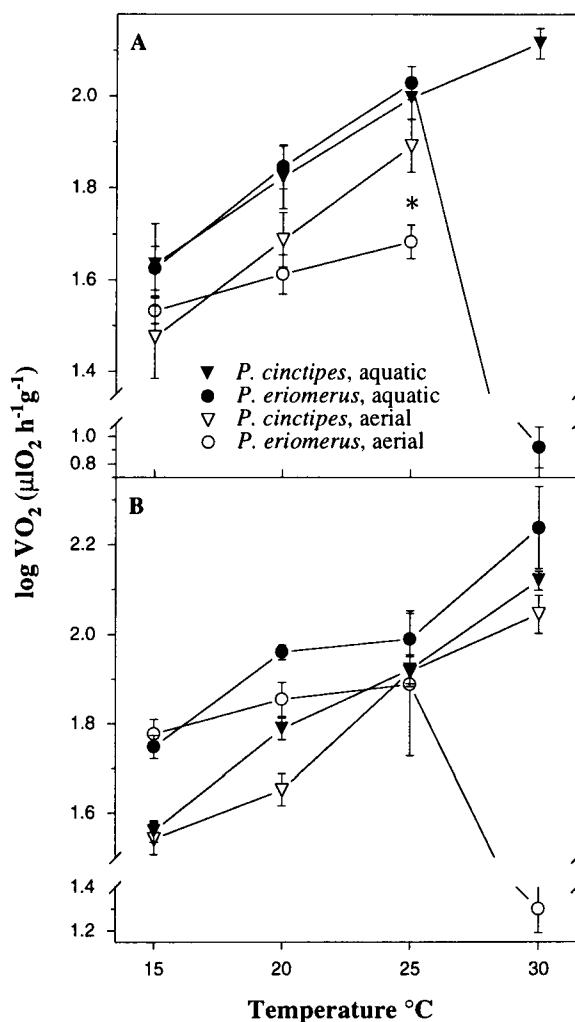 A
2.0
1.8
1.6
1.4
1.0
0.8
*
P. cinctipes, aquatic
P. eriomerus, aquatic
P. cinctipes, aerial
P. eriomerus, aerial
log VO₂ (µlO₂ h⁻¹g⁻¹)
B
2.2
2.0
1.8
1.6
1.4
1.2
15
20
25
30
Temperature °C